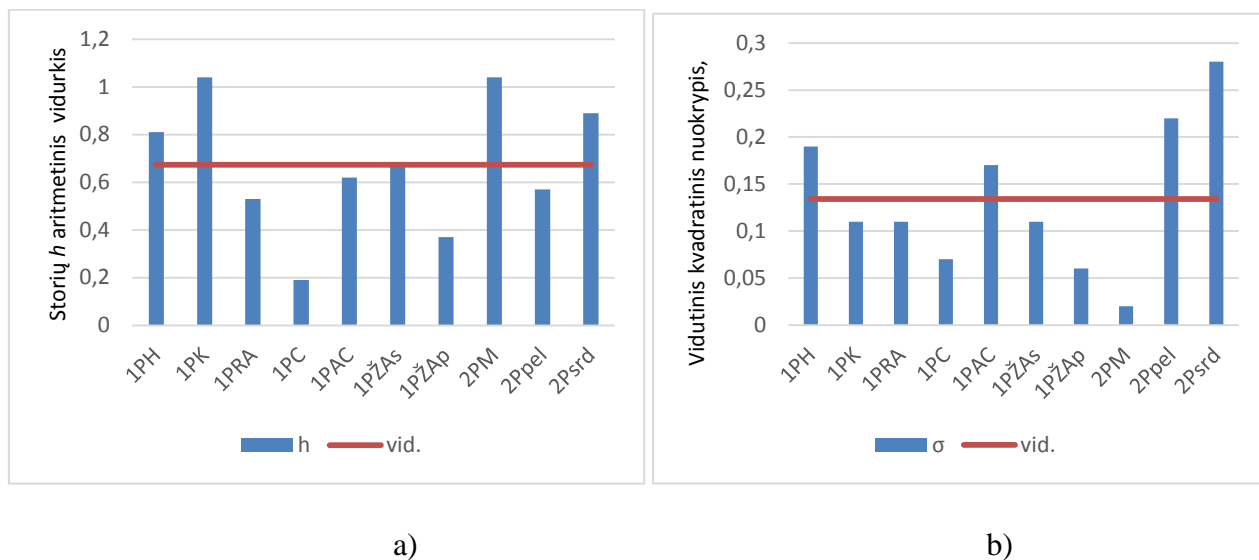 Storių h aritmetinis vidurkis
1,2
1
0,8
0,6
0,4
0,2
0
1PH
1PK
1PRA
1PC
1PAC
1PŽAs
1PŽAp
2PM
2Ppel
2Psrd
h
vid.
a)
Vidutinis kvadratinis nuokrypis,
0,3
0,25
0,2
0,15
0,1
0,05
0
1PH
1PK
1PRA
1PC
1PAC
1PŽAs
1PŽAp
2PM
2Ppel
2Psrd
σ
vid.
b)